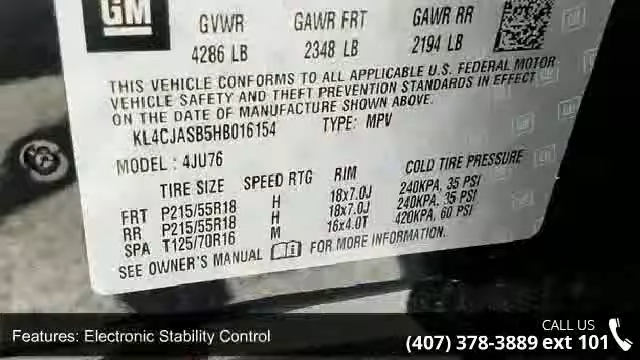 GM
GVWR GAWR FRT GAWR RR
4286 LB 2348 LB 2194 LB
THIS VEHICLE CONFORMS TO ALL APPLICABLE U.S. FEDERAL MOTOR
VEHICLE SAFETY AND THEFT PREVENTION STANDARDS IN EFFECT
ON THE DATE OF MANUFACTURE SHOWN ABOVE.
KL4CJASB5HB016154 TYPE: MPV
MODEL: 4JU76
TIRE SIZE SPEED RTG RIM COLD TIRE PRESSURE
FRT P215/55R18 H 18x7.0J 240KPA, 35 PSI
RR P215/55R18 H 18x7.0J 240KPA, 35 PSI
SPA T125/70R16 M 16x4.0T 420KPA, 60 PSI
SEE OWNER'S MANUAL FOR MORE INFORMATION.
Features: Electronic Stability Control
CALL US
(407) 378-3889 ext 101